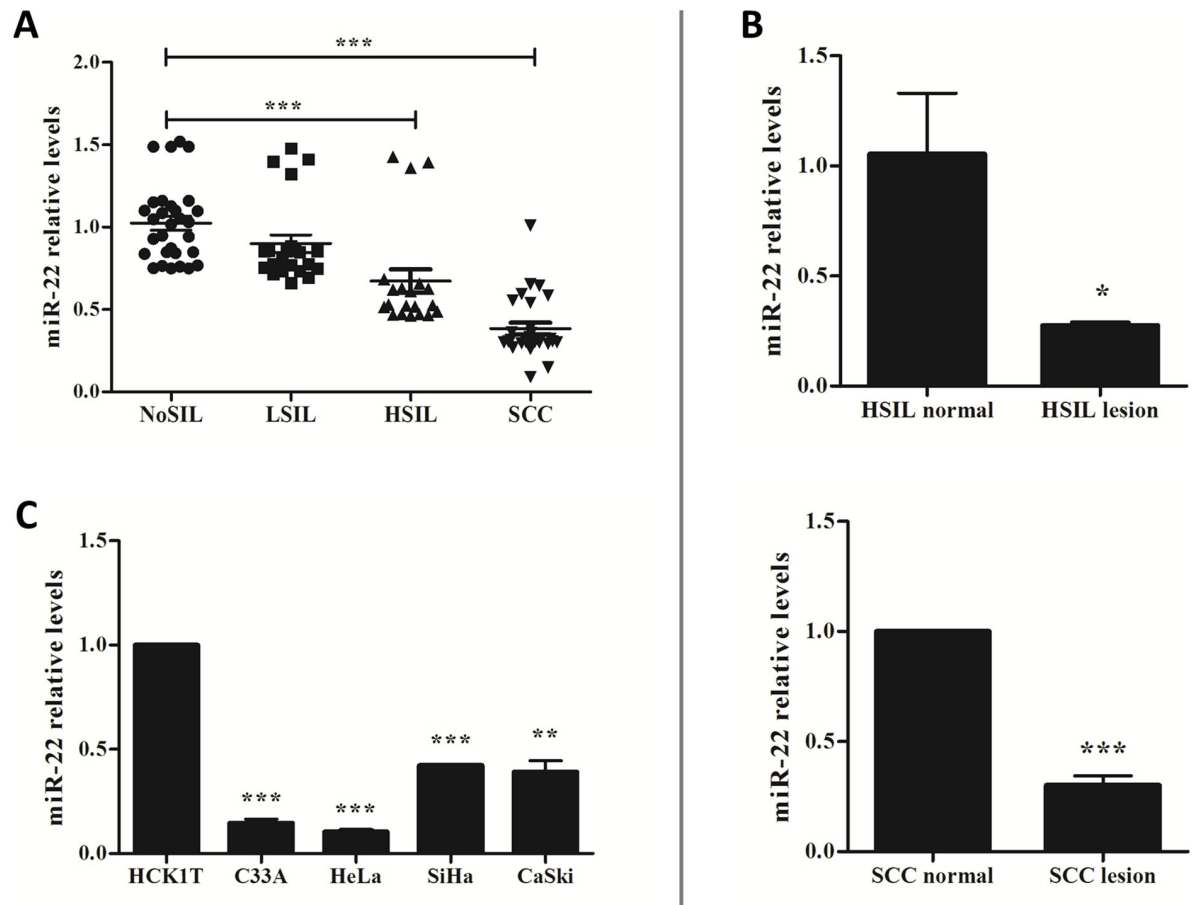 A
miR-22 relative levels
2.0
1.5
1.0
0.5
0.0
***
***
NoSIL LSIL HSIL SCC
B
miR-22 relative levels
1.5
1.0
0.5
0.0
*
HSIL normal HSIL lesion
C
miR-22 relative levels
1.5
1.0
0.5
0.0
*** *** *** **
HCK1T C33A HeLa SiHa CaSki
miR-22 relative levels
1.5
1.0
0.5
0.0
***
SCC normal SCC lesion